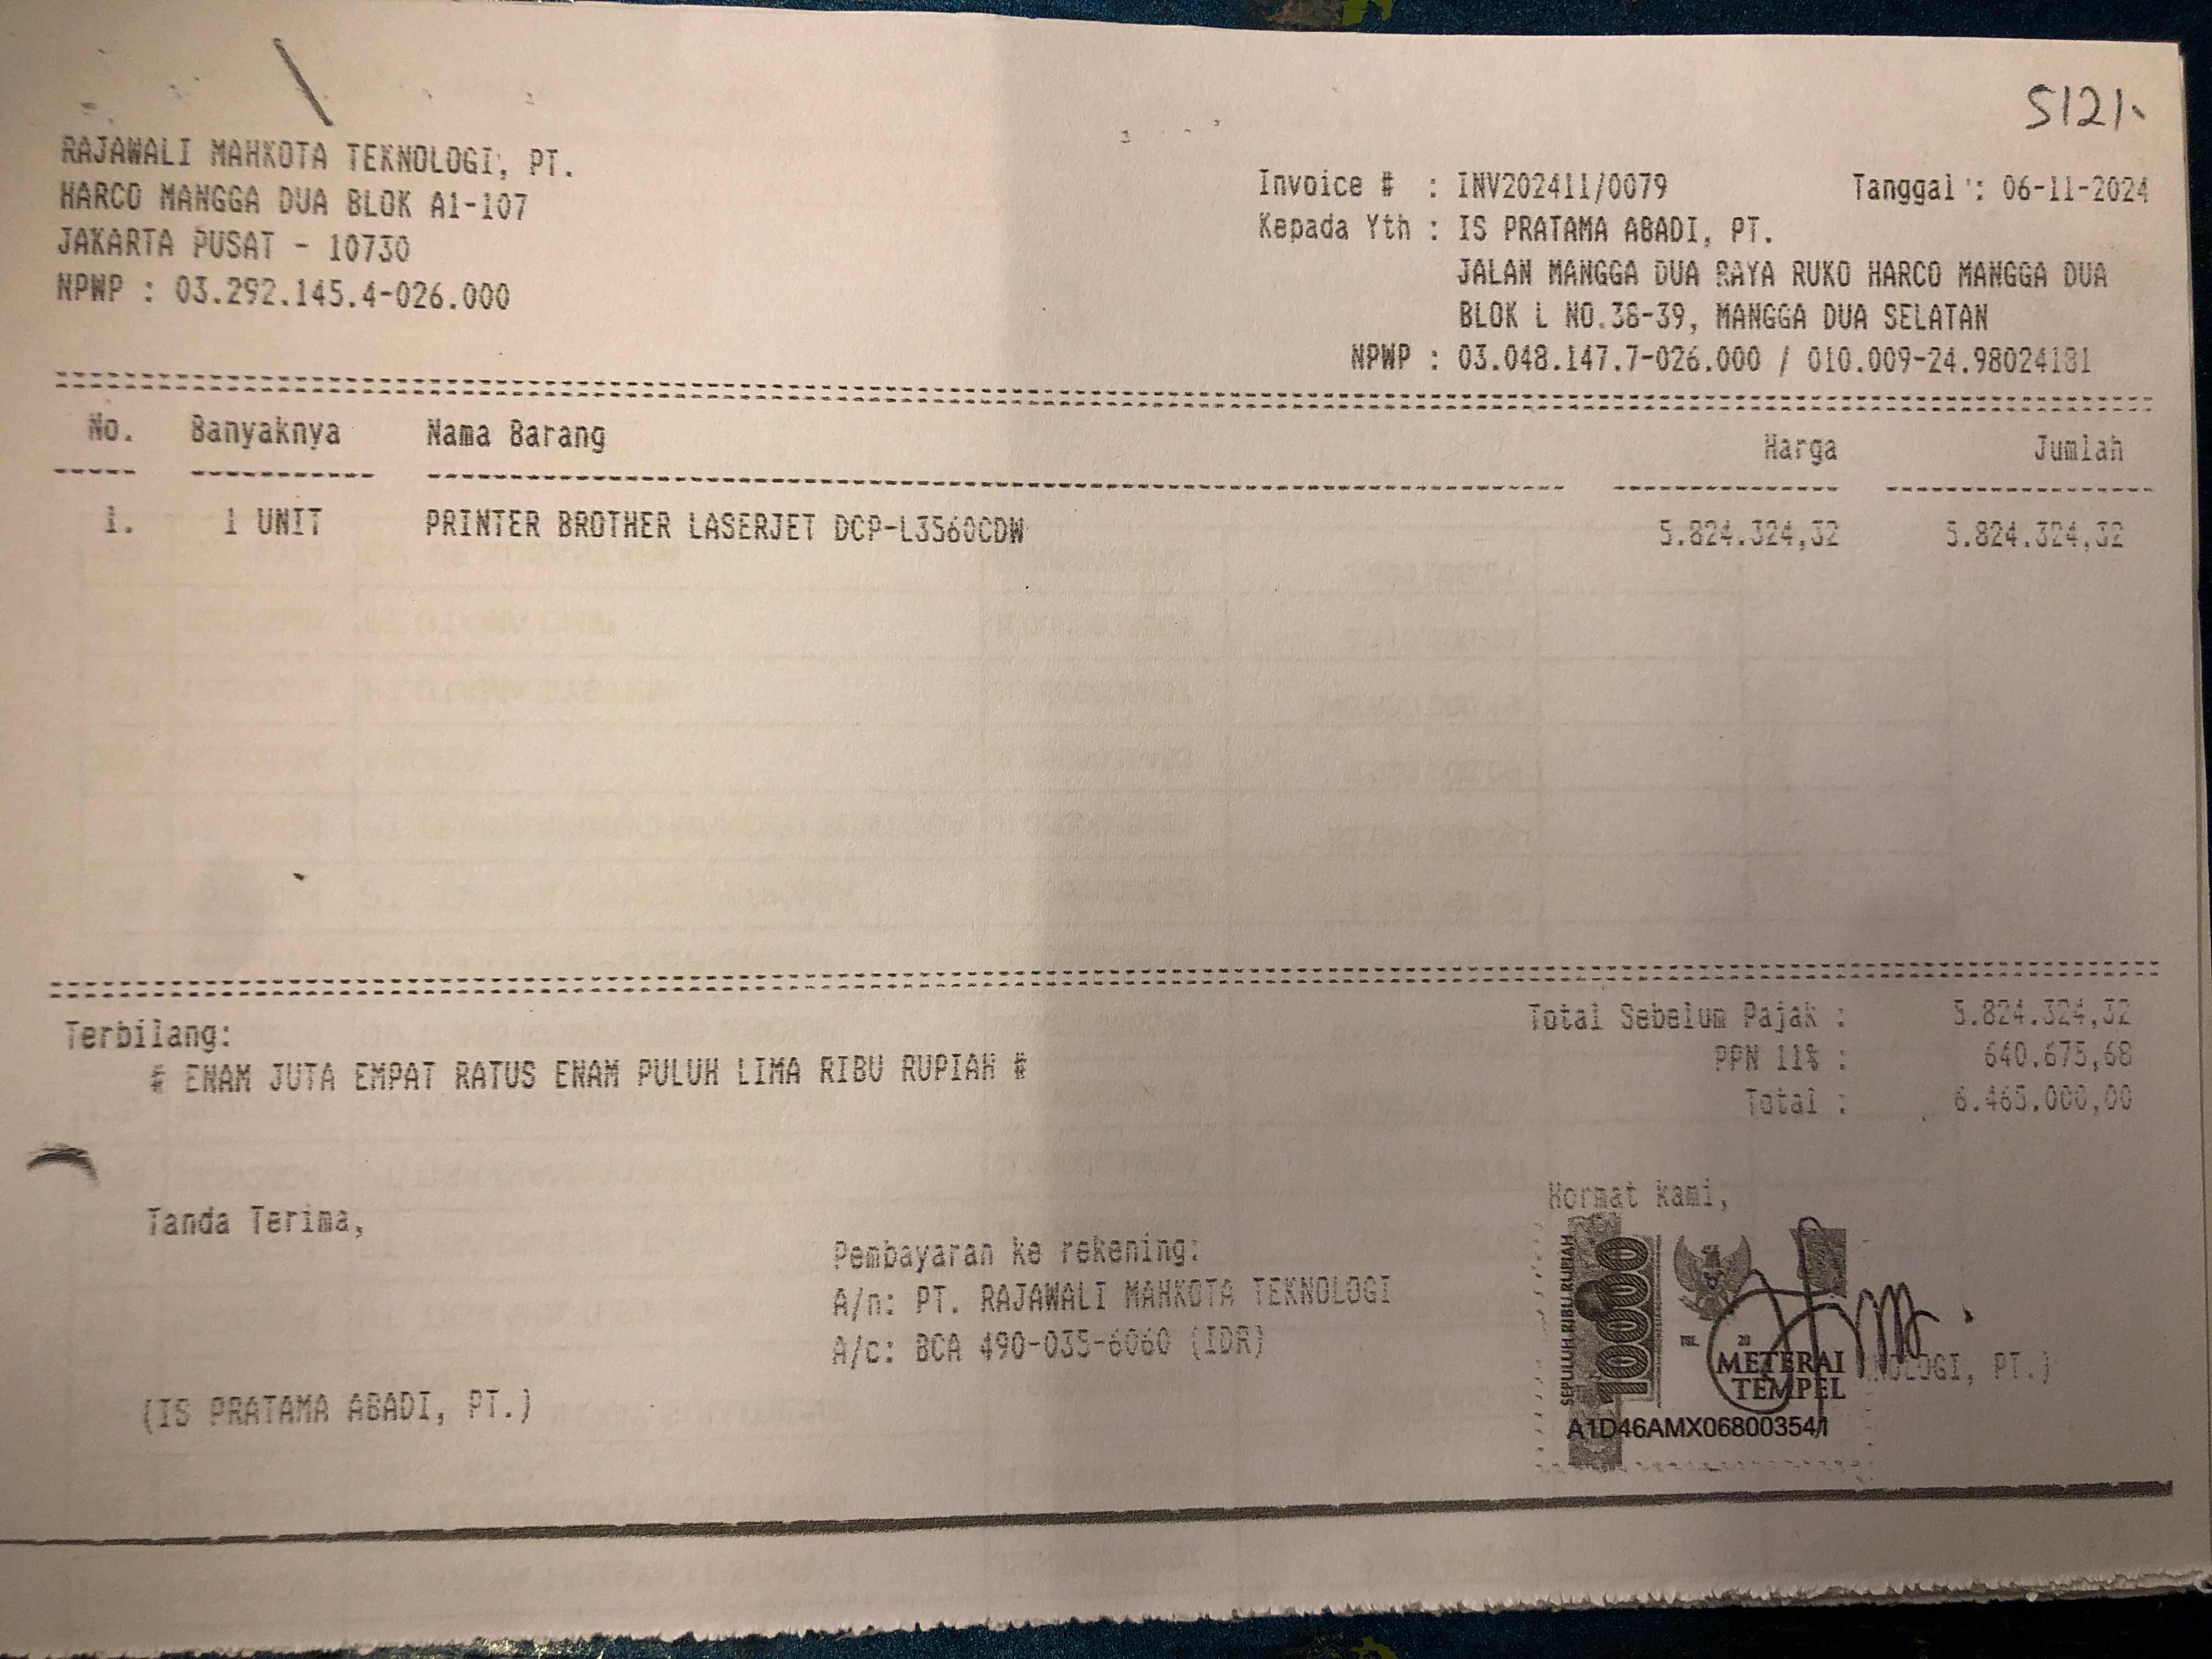 5121
RAJAWALI MAHKOTA TEKNOLOGI, PT.
HARCO MANGGA DUA BLOK A1-107
JAKARTA PUSAT - 10730
NPWP : 03.292.145.4-026.000
Invoice # : INV202411/0079 Tanggal : 06-11-2024
Kepada Yth : IS PRATAMA ABADI, PT.
JALAN MANGGA DUA RAYA RUKO HARCO MANGGA DUA
BLOK L NO.38-39, MANGGA DUA SELATAN
NPWP : 03.048.147.7-026.000 / 010.009-24.98024181
No. Banyaknya Nama Barang Harga Jumlah
1. 1 UNIT PRINTER BROTHER LASERJET DCP-L3560CDW 5.824.324,32 5.824.324,32
Terbilang:
# ENAM JUTA EMPAT RATUS ENAM PULUH LIMA RIBU RUPIAH #
Total Sebelum Pajak : 5.824.324,32
PPN 11% : 640.675,68
Total : 6.465.000,00
Tanda Terima,
(IS PRATAMA ABADI, PT.)
Pembayaran ke rekening:
A/n: PT. RAJAWALI MAHKOTA TEKNOLOGI
A/c: BCA 490-035-6060 (IDR)
Hormat kami,
SEPULUH RIBU RUPIAH
10000
TGL. 20
METERAI
TEMPEL
NOLOGI, PT.)
A1D46AMX06800354